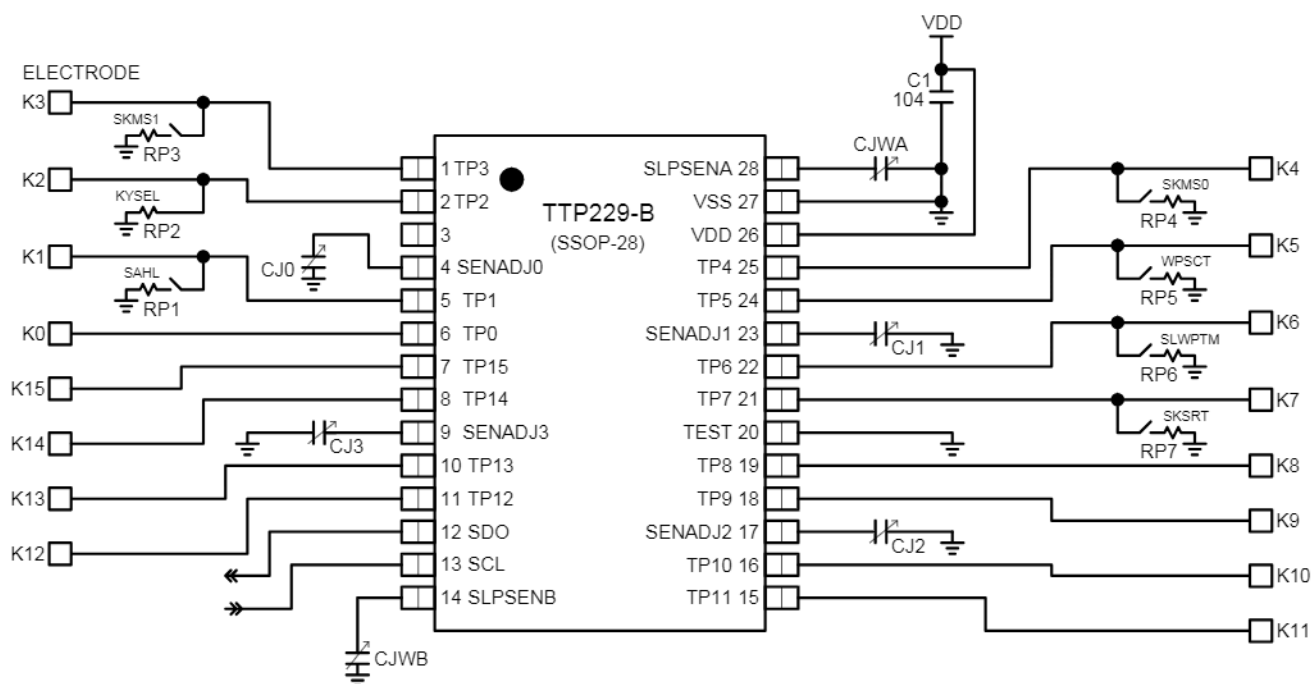 VDD
ELECTRODE
K3
SKMS1
RP3
C1
104
CJWA
K2
KYSEL
RP2
1 TP3
2 TP2
3
4 SENADJ0
5 TP1
6 TP0
7 TP15
8 TP14
9 SENADJ3
10 TP13
11 TP12
12 SDO
13 SCL
14 SLPSENB
TTP229-B
(SSOP-28)
SLPSENA 28
VSS 27
VDD 26
TP4 25
TP5 24
SENADJ1 23
TP6 22
TP7 21
TEST 20
TP8 19
TP9 18
SENADJ2 17
TP10 16
TP11 15
K1
SAHL
RP1
CJ0
K0
K15
K14
CJ3
K13
K12
CJWB
K4
SKMS0
RP4
K5
WPSCT
RP5
K6
CJ1
SLWPTM
RP6
K7
SKSRT
RP7
K8
K9
CJ2
K10
K11